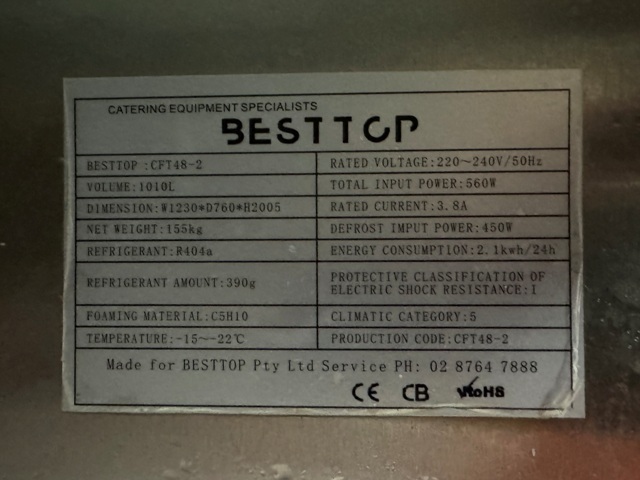 CATERING EQUIPMENT SPECIALISTS
BESTTOP
BESTTOP :CFT48-2
RATED VOLTAGE:220～240V/50Hz
VOLUME:1010L
TOTAL INPUT POWER:560W
DIMENSION:W1230*D760*H2005
RATED CURRENT:3.8A
NET WEIGHT:155kg
DEFROST IMPUT POWER:450W
REFRIGERANT:R404a
ENERGY CONSUMPTION:2.1kwh/24h
REFRIGERANT AMOUNT:390g
PROTECTIVE CLASSIFICATION OF
ELECTRIC SHOCK RESISTANCE:I
FOAMING MATERIAL:C5H10
CLIMATIC CATEGORY:5
TEMPERATURE:-15~-22℃
PRODUCTION CODE:CFT48-2
Made for BESTTOP Pty Ltd Service PH: 02 8764 7888
CE CB RoHS